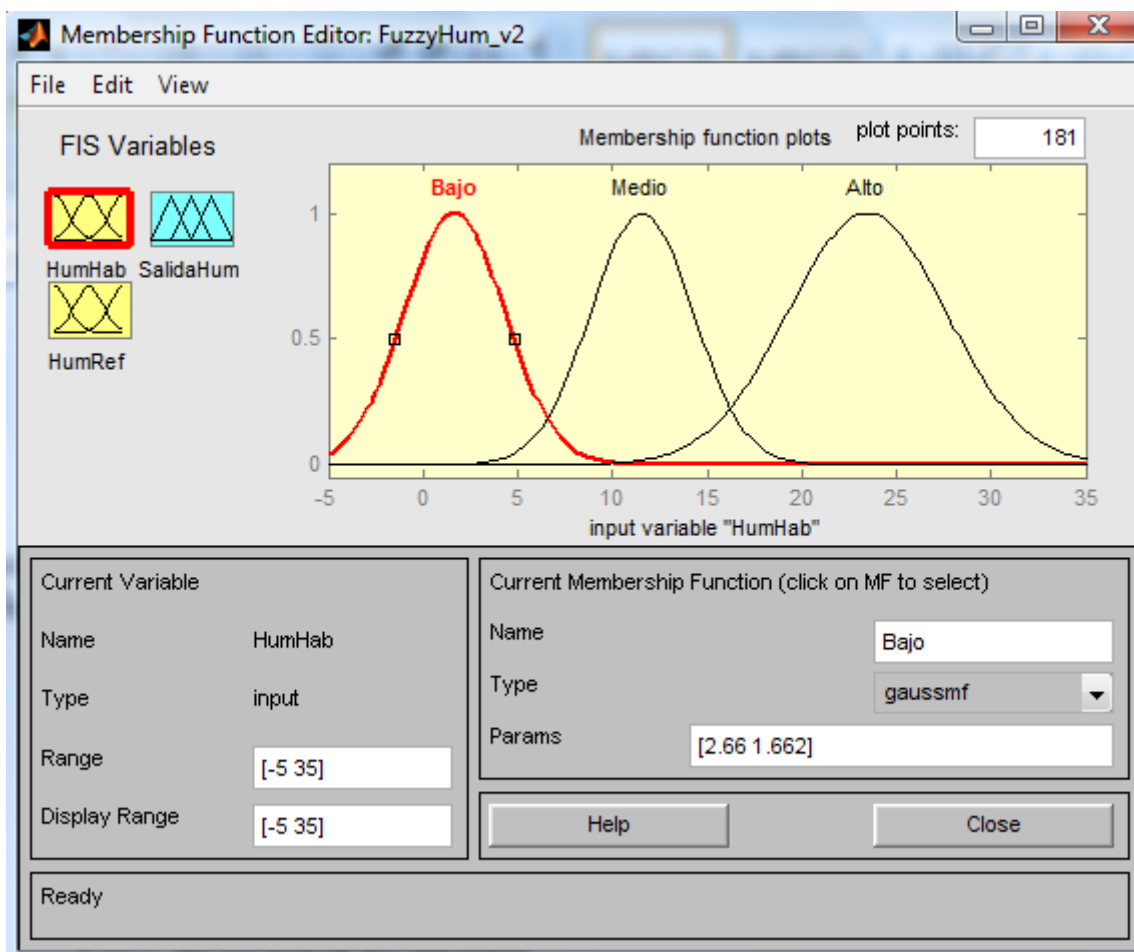 Membership Function Editor: FuzzyHum_v2
File Edit View
FIS Variables
HumHab SalidaHum
HumRef
Membership function plots plot points: 181
Bajo Medio Alto
1
0.5
0
-5 0 5 10 15 20 25 30 35
input variable "HumHab"
Current Variable
Name HumHab
Type input
Range [-5 35]
Display Range [-5 35]
Current Membership Function (click on MF to select)
Name Bajo
Type gaussmf
Params [2.66 1.662]
Help Close
Ready